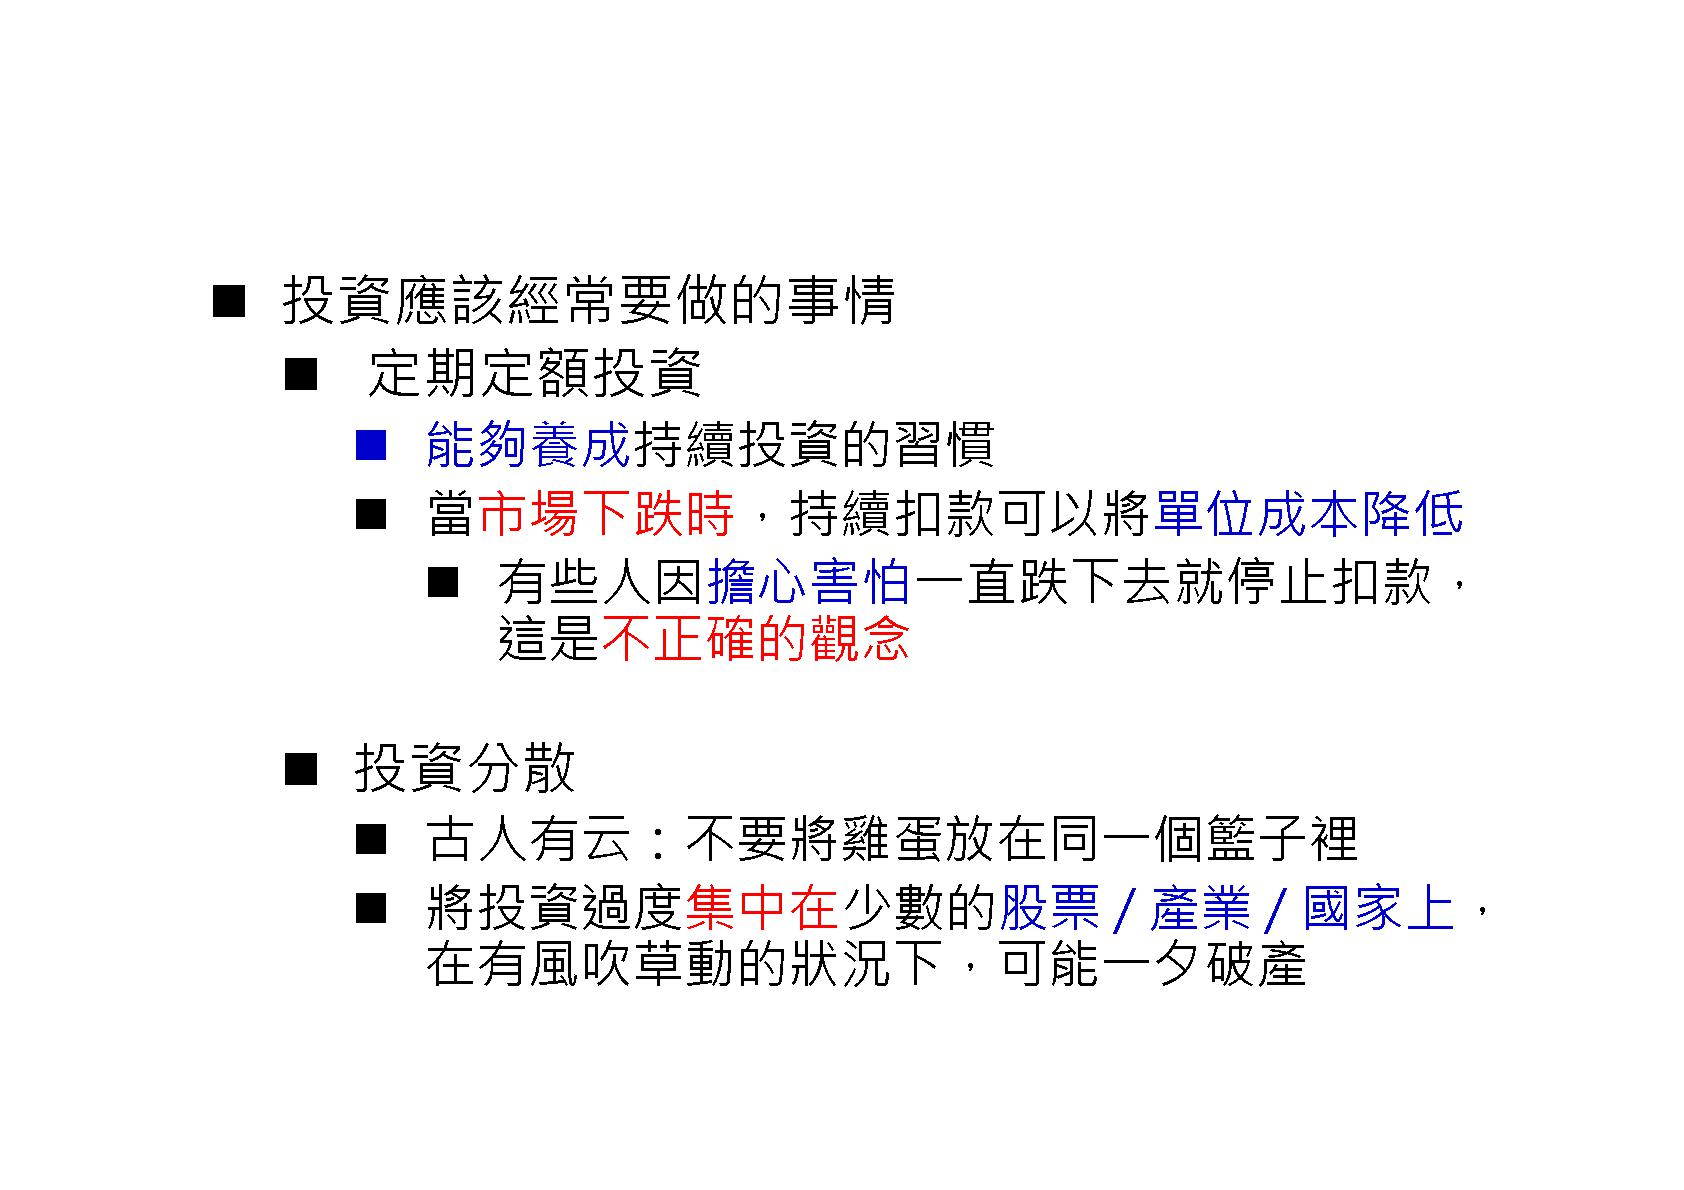 ■ 投資應該經常要做的事情
■ 定期定額投資
■ 能夠養成持續投資的習慣
■ 當市場下跌時，持續扣款可以將單位成本降低
■ 有些人因擔心害怕一直跌下去就停止扣款，
這是不正確的觀念
■ 投資分散
■ 古人有云：不要將雞蛋放在同一個籃子裡
■ 將投資過度集中在少數的股票/產業/國家上，
在有風吹草動的狀況下，可能一夕破產